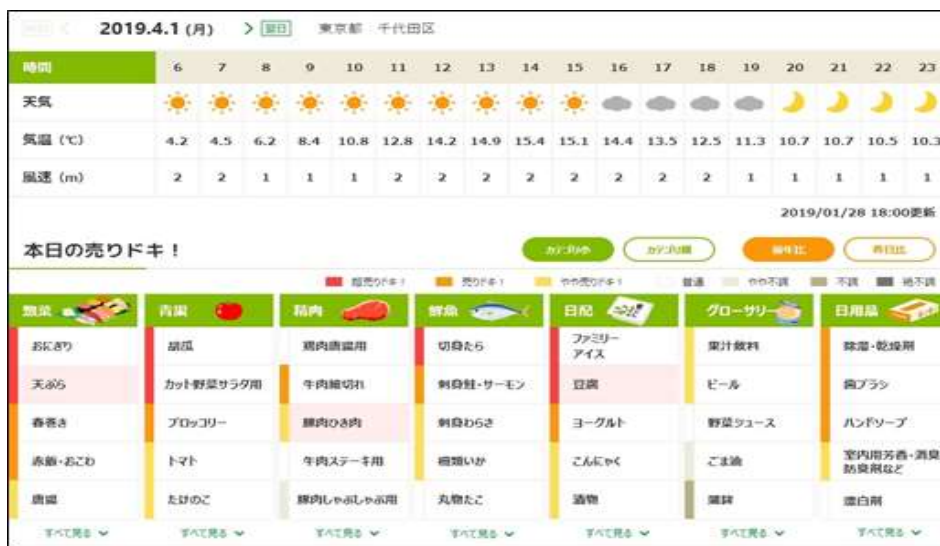 2019.4.1 (月) > 翌日 東京都 千代田区
時間 6 7 8 9 10 11 12 13 14 15 16 17 18 19 20 21 22 23
天気
気温 (℃) 4.2 4.5 6.2 8.4 10.8 12.8 14.2 14.9 15.4 15.1 14.4 13.5 12.5 11.3 10.7 10.7 10.5 10.3
風速 (m) 2 2 1 1 1 2 2 2 2 2 2 2 2 1 1 1 1 1
2019/01/28 18:00更新
本日の売りドキ！ カテゴリ中 カテゴリ細 前年比 昨日比
超売りドキ！ 売りドキ！ やや売りドキ！ 普通 やや不調 不調 絶不調
惣菜 青果 精肉 鮮魚 日配 グローサリー 日用品
おにぎり 胡瓜 鶏肉唐揚用 切身たら ファミリー 果汁飲料 除湿・乾燥剤
アイス
天ぷら カット野菜サラダ用 牛肉細切れ 刺身鮭・サーモン 豆腐 ビール 歯ブラシ
春巻き ブロッコリー 豚肉ひき肉 刺身わらさ ヨーグルト 野菜ジュース ハンドソープ
赤飯・おこわ トマト 牛肉ステーキ用 種類いか こんにゃく ごま油 室内用芳香・消臭
防臭剤など
唐揚 たけのこ 豚肉しゃぶしゃぶ用 丸物たこ 漬物 漂白剤
すべて見る すべて見る すべて見る すべて見る すべて見る すべて見る すべて見る